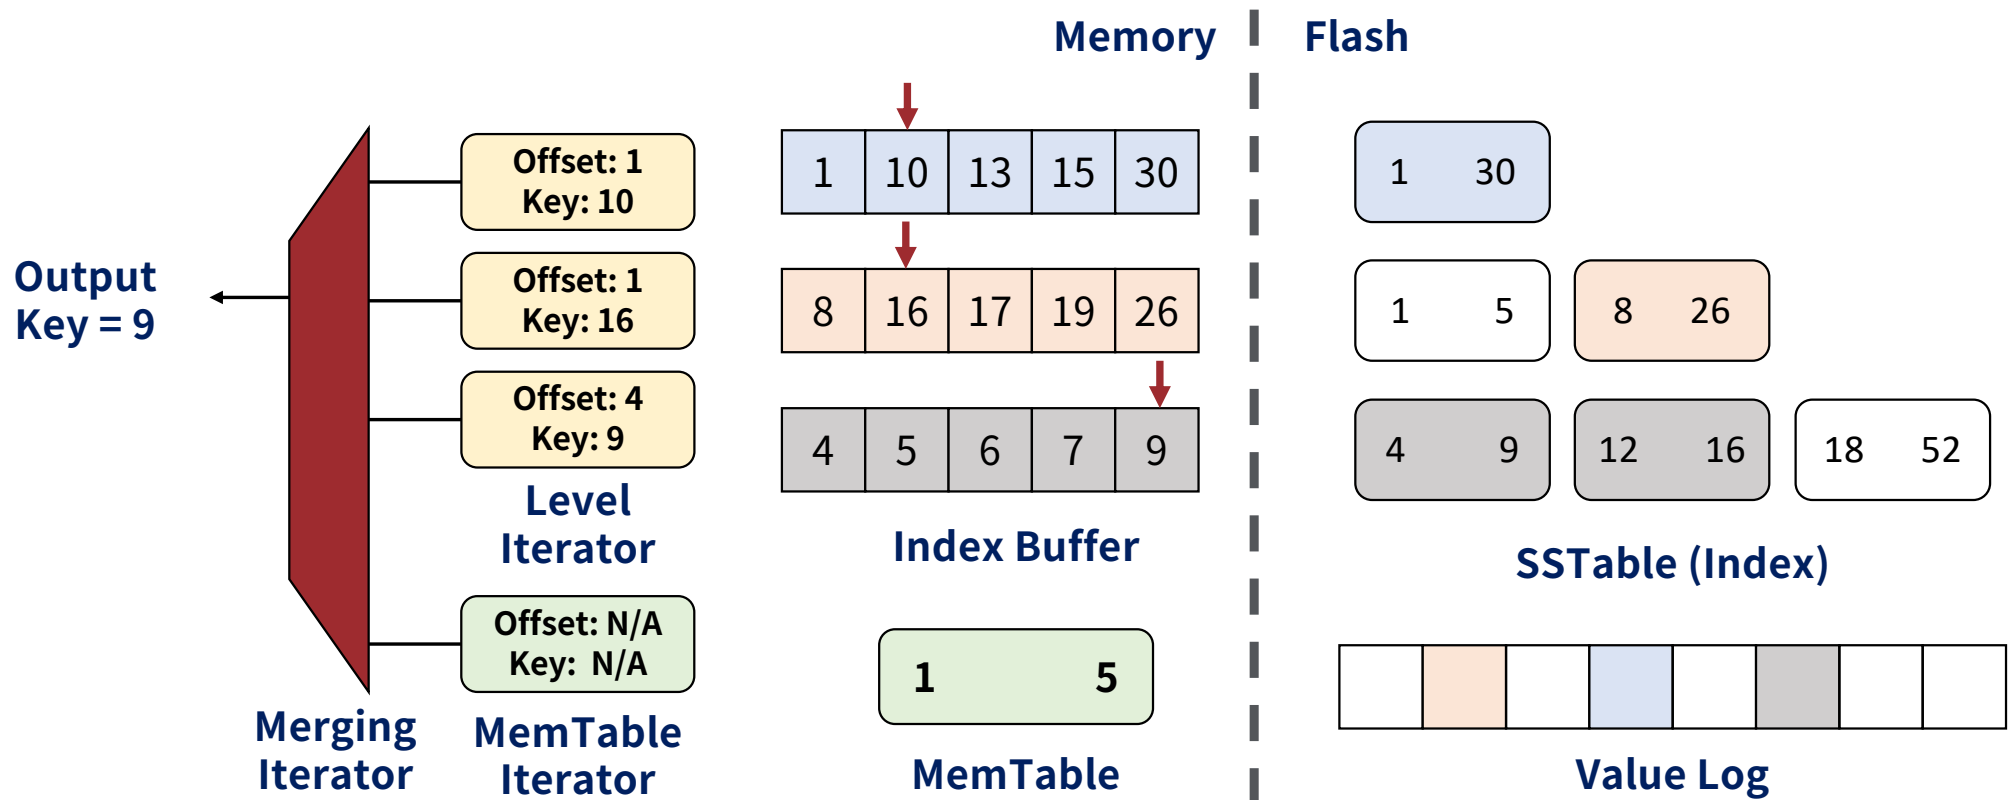 Memory
Flash
Offset: 1
Key: 10
1 10 13 15 30
1 30
Output
Key = 9
Offset: 1
Key: 16
8 16 17 19 26
1 5
8 26
Offset: 4
Key: 9
4 5 6 7 9
4 9
12 16
18 52
Level
Iterator
Index Buffer
SSTable (Index)
Offset: N/A
Key: N/A
1 5
Merging
Iterator
MemTable
Iterator
MemTable
Value Log